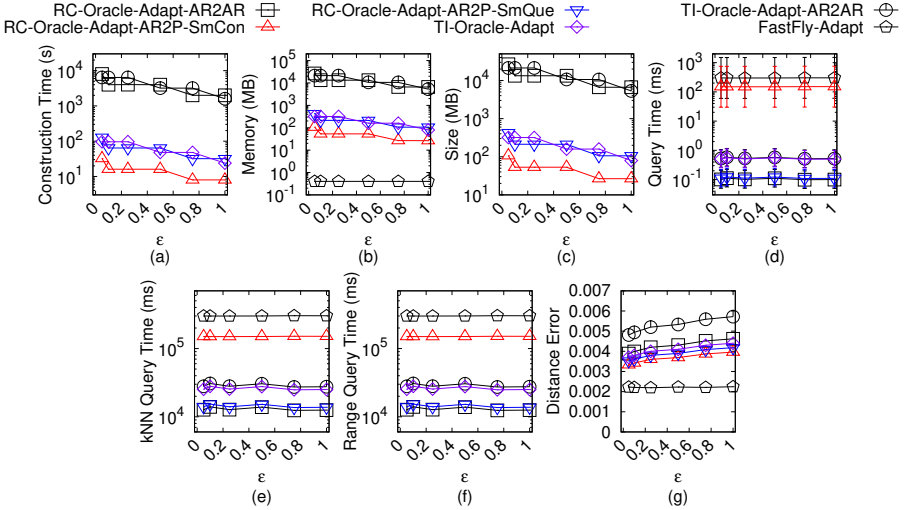 RC-Oracle-Adapt-AR2AR
RC-Oracle-Adapt-AR2P-SmCon
RC-Oracle-Adapt-AR2P-SmQue
TI-Oracle-Adapt
TI-Oracle-Adapt-AR2AR
FastFly-Adapt
Construction Time (s)
10^4
10^3
10^2
10^1
0 0.2 0.4 0.6 0.8 1
ε
(a)
Memory (MB)
10^5
10^4
10^3
10^2
10^1
10^0
10^-1
0 0.2 0.4 0.6 0.8 1
ε
(b)
Size (MB)
10^4
10^3
10^2
10^1
0 0.2 0.4 0.6 0.8 1
ε
(c)
Query Time (ms)
10^3
10^2
10^1
10^0
10^-1
0 0.2 0.4 0.6 0.8 1
ε
(d)
kNN Query Time (ms)
10^5
10^4
0 0.2 0.4 0.6 0.8 1
ε
(e)
Range Query Time (ms)
10^5
10^4
0 0.2 0.4 0.6 0.8 1
ε
(f)
Distance Error
0.007
0.006
0.005
0.004
0.003
0.002
0.001
0
0 0.2 0.4 0.6 0.8 1
ε
(g)